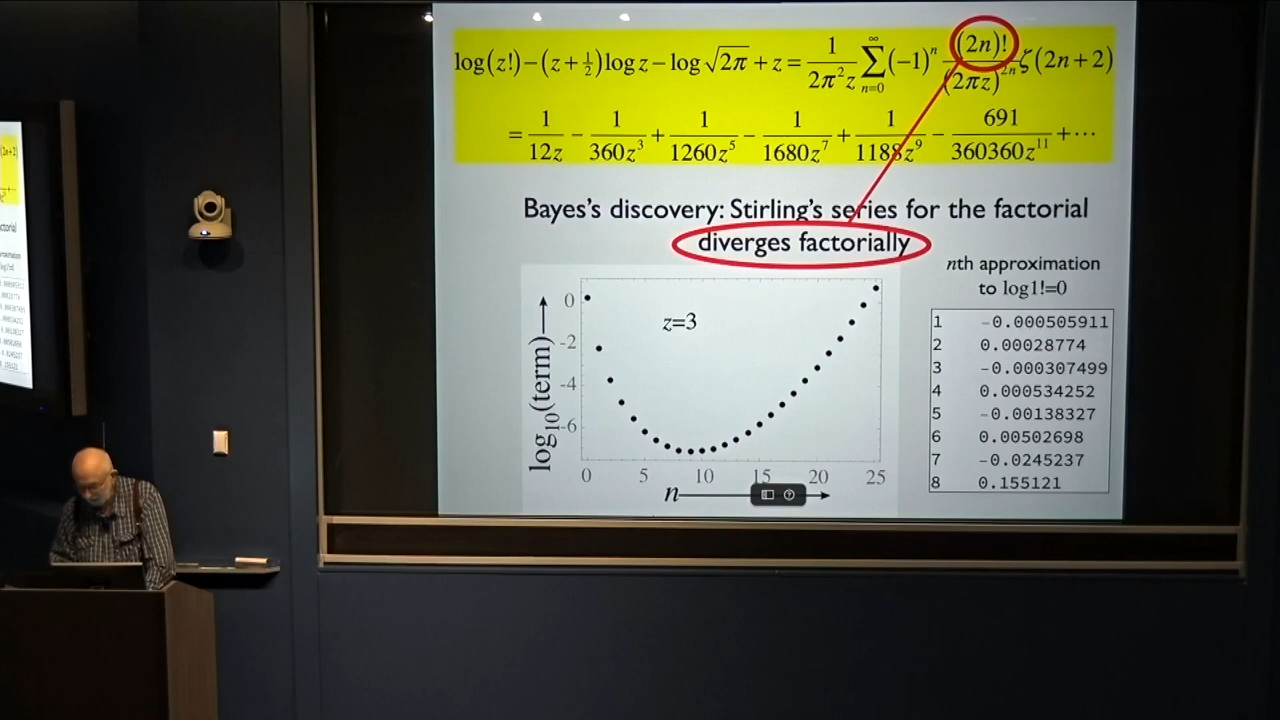 log(z!)−(z+½)log z−log√2π+z= 1/(2π²z) ∑_{n=0}^{∞} (−1)^n (2n)!/(2πz)^{2n} ζ(2n+2)
= 1/(12z) − 1/(360z³) + 1/(1260z⁵) − 1/(1680z⁷) + 1/(1188z⁹) − 691/(360360z¹¹) +⋯
Bayes's discovery: Stirling's series for the factorial
diverges factorially
log₁₀(term)
z=3
0
-2
-4
-6
0 5 10 15 20 25
n
nth approximation
to log1!=0
1 -0.000505911
2 0.00028774
3 -0.000307499
4 0.000534252
5 -0.00138327
6 0.00502698
7 -0.0245237
8 0.155121